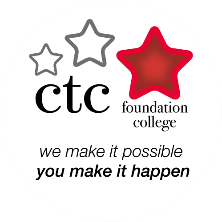 ctc foundation
college
we make it possible
you make it happen